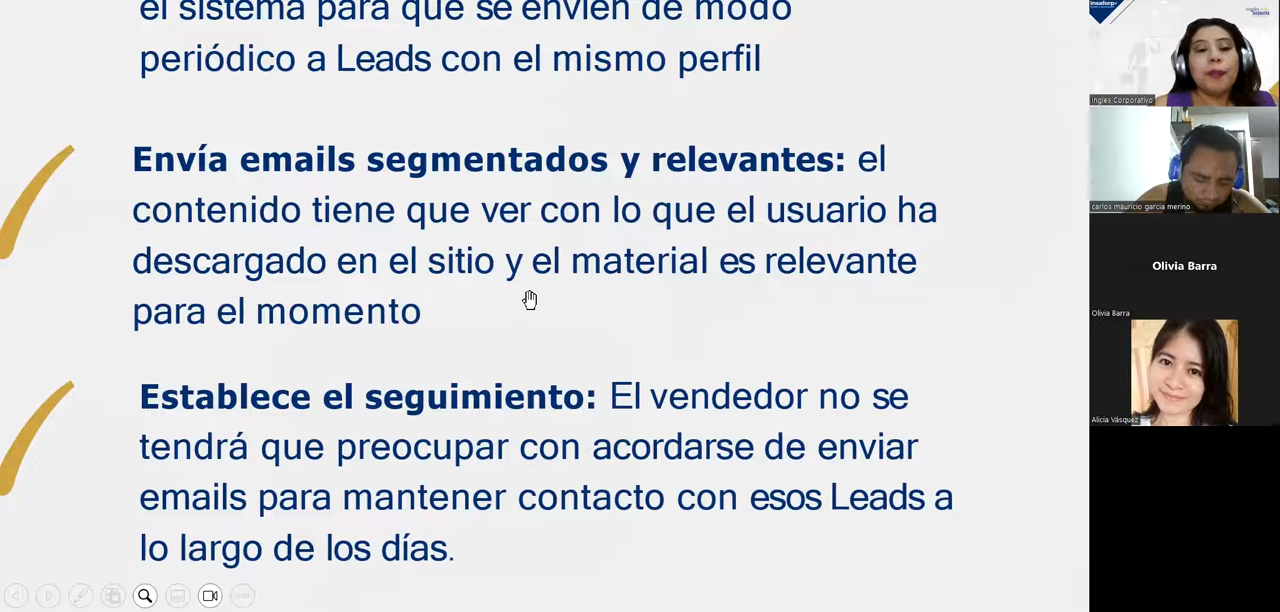 el sistema para que se envíen de modo
periódico a Leads con el mismo perfil
Envía emails segmentados y relevantes: el
contenido tiene que ver con lo que el usuario ha
descargado en el sitio y el material es relevante
para el momento
Establece el seguimiento: El vendedor no se
tendrá que preocupar con acordarse de enviar
emails para mantener contacto con esos Leads a
lo largo de los días.
Insaforp
Ingles Corporativo
carlos mauricio garcia merino
Olivia Barra
Olivia Barra
Alicia Vásquez